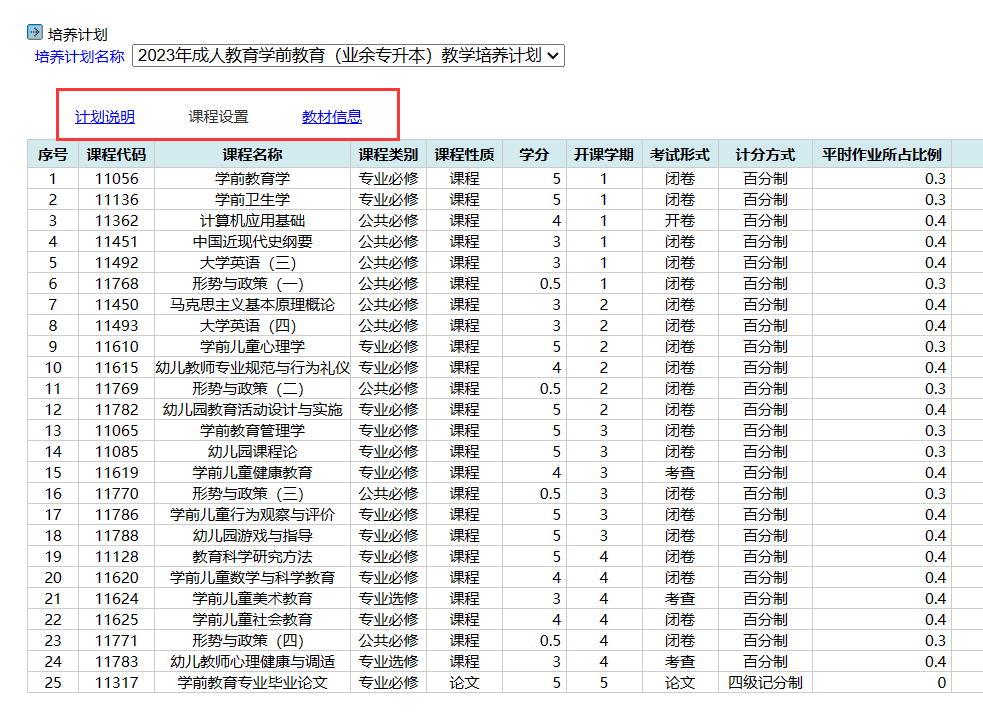 培养计划
培养计划名称 2023年成人教育学前教育（业余专升本）教学培养计划
计划说明 课程设置 教材信息
序号 课程代码 课程名称 课程类别 课程性质 学分 开课学期 考试形式 计分方式 平时作业所占比例
1 11056 学前教育学 专业必修 课程 5 1 闭卷 百分制 0.3
2 11136 学前卫生学 专业必修 课程 5 1 闭卷 百分制 0.3
3 11362 计算机应用基础 公共必修 课程 4 1 开卷 百分制 0.4
4 11451 中国近现代史纲要 公共必修 课程 3 1 闭卷 百分制 0.4
5 11492 大学英语（三） 公共必修 课程 3 1 闭卷 百分制 0.4
6 11768 形势与政策（一） 公共必修 课程 0.5 1 闭卷 百分制 0.3
7 11450 马克思主义基本原理概论 公共必修 课程 3 2 闭卷 百分制 0.4
8 11493 大学英语（四） 公共必修 课程 3 2 闭卷 百分制 0.4
9 11610 学前儿童心理学 专业必修 课程 5 2 闭卷 百分制 0.3
10 11615 幼儿教师专业规范与行为礼仪 专业必修 课程 4 2 闭卷 百分制 0.4
11 11769 形势与政策（二） 公共必修 课程 0.5 2 闭卷 百分制 0.3
12 11782 幼儿园教育活动设计与实施 专业必修 课程 5 2 闭卷 百分制 0.4
13 11065 学前教育管理学 专业必修 课程 5 3 闭卷 百分制 0.3
14 11085 幼儿园课程论 专业必修 课程 5 3 闭卷 百分制 0.3
15 11619 学前儿童健康教育 专业必修 课程 4 3 考查 百分制 0.4
16 11770 形势与政策（三） 公共必修 课程 0.5 3 闭卷 百分制 0.3
17 11786 学前儿童行为观察与评价 专业必修 课程 5 3 闭卷 百分制 0.4
18 11788 幼儿园游戏与指导 专业必修 课程 5 3 闭卷 百分制 0.4
19 11128 教育科学研究方法 专业必修 课程 5 4 闭卷 百分制 0.4
20 11620 学前儿童数学与科学教育 专业必修 课程 4 4 闭卷 百分制 0.4
21 11624 学前儿童美术教育 专业选修 课程 3 4 考查 百分制 0.4
22 11625 学前儿童社会教育 专业必修 课程 4 4 闭卷 百分制 0.4
23 11771 形势与政策（四） 公共必修 课程 0.5 4 闭卷 百分制 0.3
24 11783 幼儿教师心理健康与调适 专业选修 课程 3 4 考查 百分制 0.4
25 11317 学前教育专业毕业论文 专业必修 论文 5 5 论文 四级记分制 0